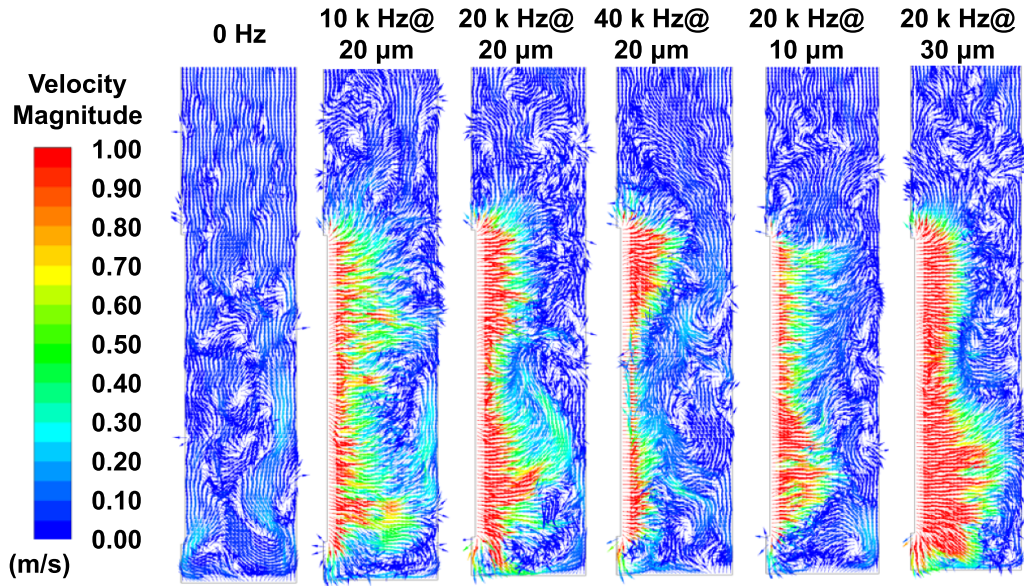 0 Hz
10 k Hz@
20 μm
20 k Hz@
20 μm
40 k Hz@
20 μm
20 k Hz@
10 μm
20 k Hz@
30 μm
Velocity
Magnitude
1.00
0.90
0.80
0.70
0.60
0.50
0.40
0.30
0.20
0.10
0.00
(m/s)